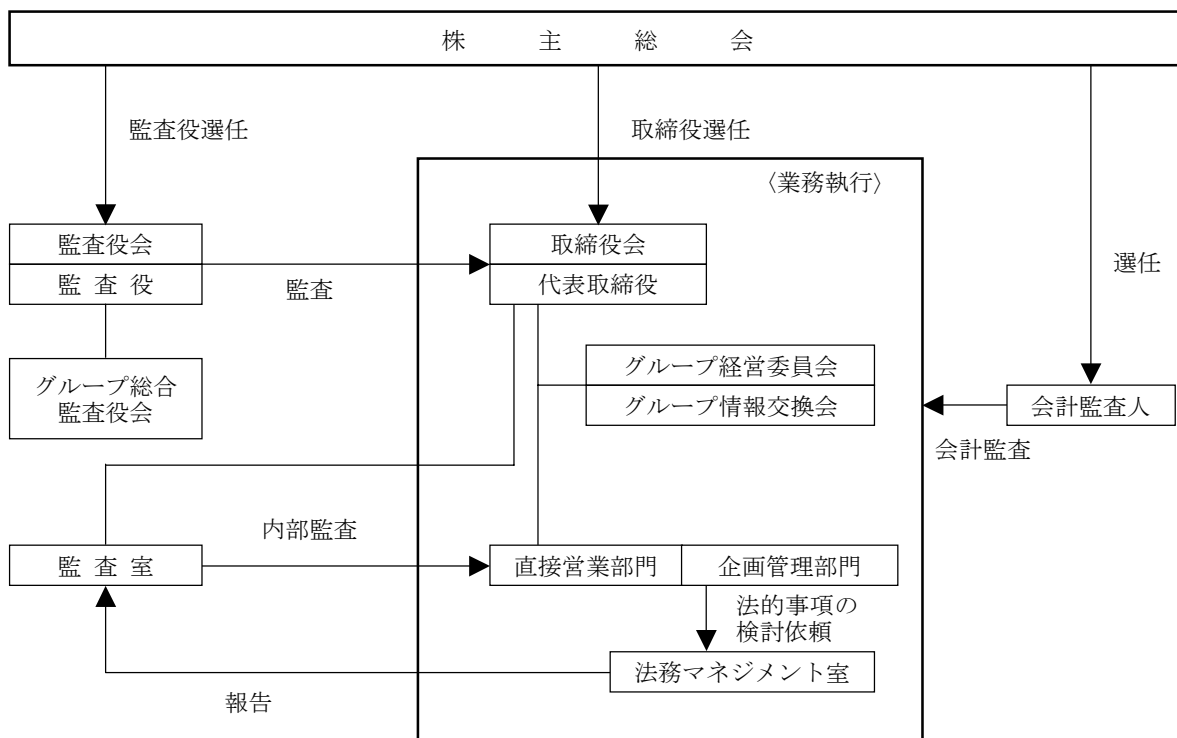 株主総会
監査役選任
取締役選任
〈業務執行〉
監査役会
取締役会
選任
監査役
監査
代表取締役
グループ総合
監査役会
グループ経営委員会
グループ情報交換会
会計監査人
会計監査
内部監査
監査室
直接営業部門
企画管理部門
法的事項の
検討依頼
法務マネジメント室
報告